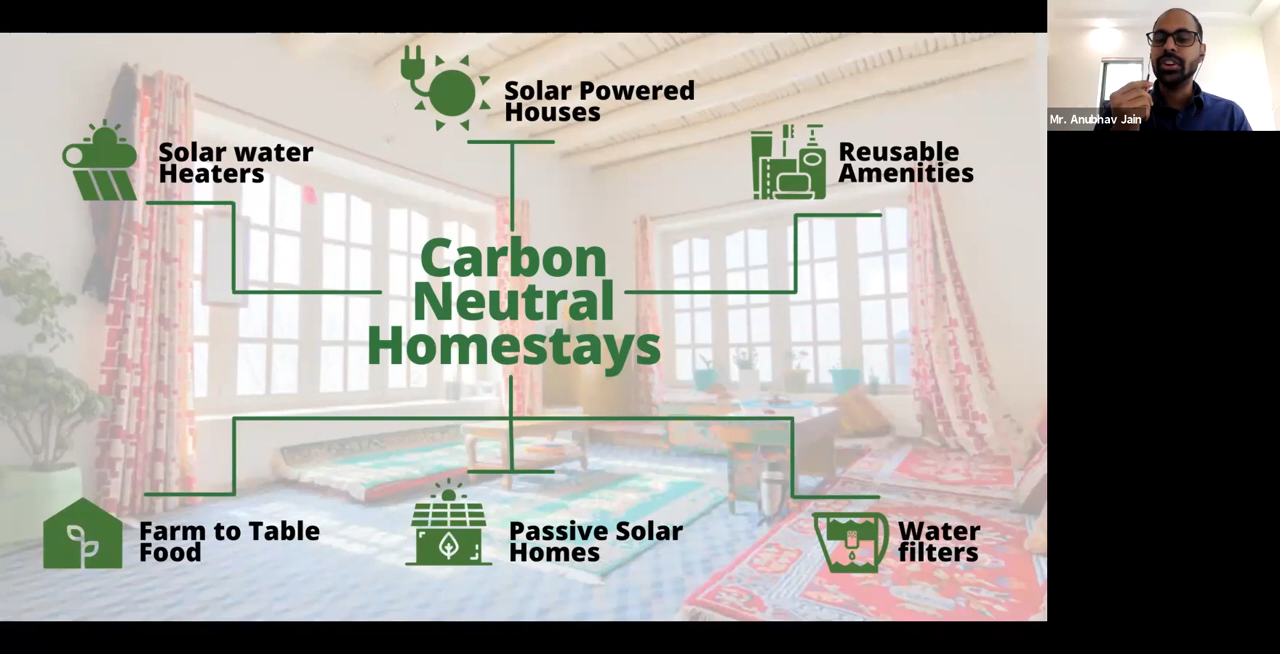 Solar Powered
Houses
Solar water
Heaters
Reusable
Amenities
Carbon
Neutral
Homestays
Farm to Table
Food
Passive Solar
Homes
Water
filters
Mr. Anubhav Jain